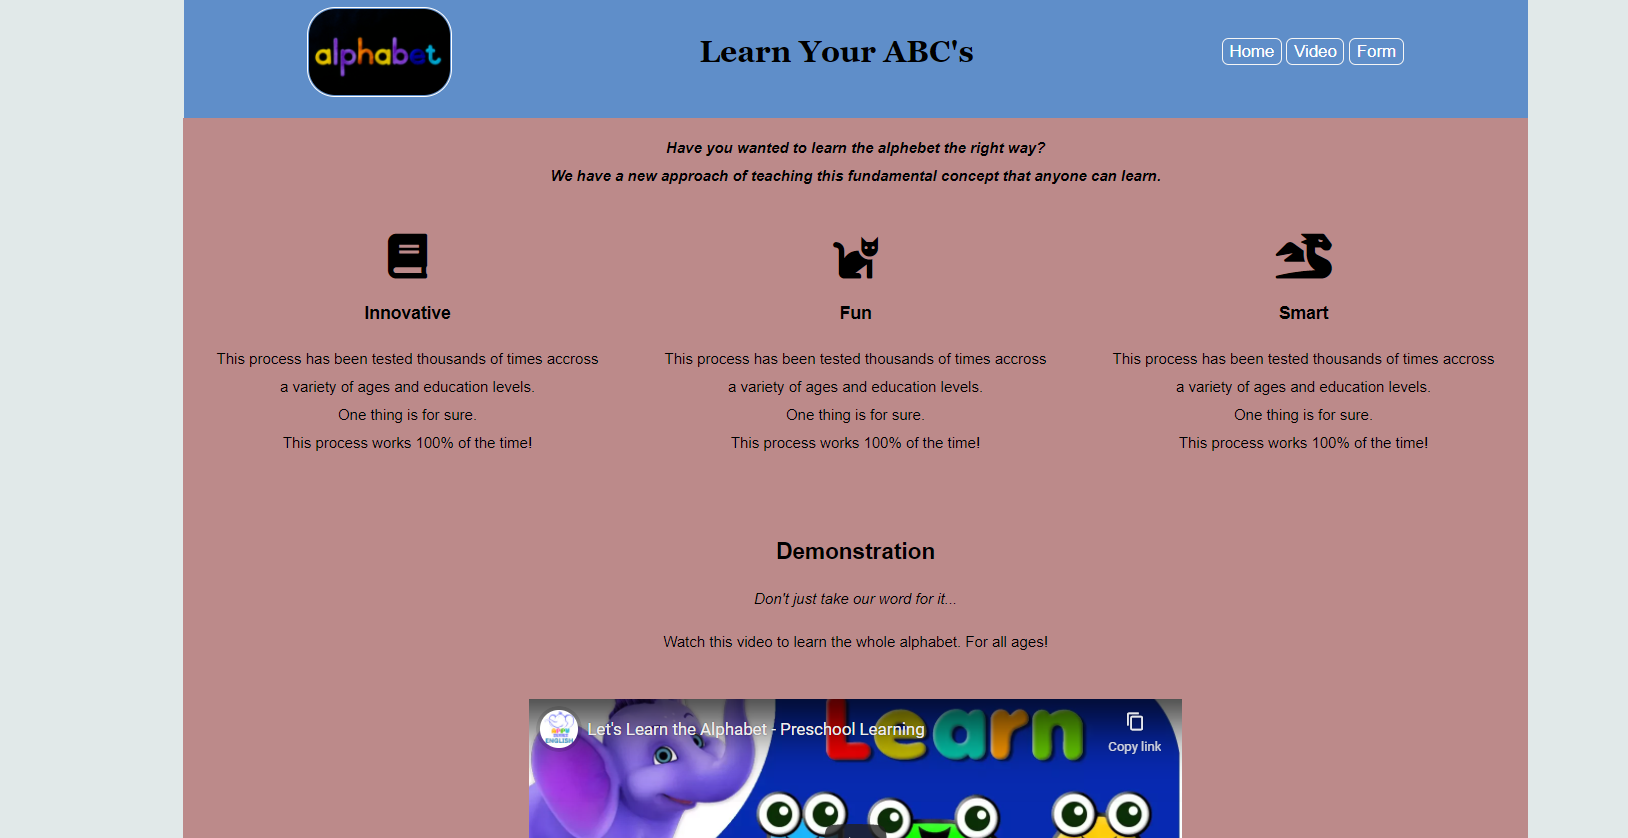 alphabet
Learn Your ABC's
Home Video Form
Have you wanted to learn the alphebet the right way?
We have a new approach of teaching this fundamental concept that anyone can learn.
Innovative
This process has been tested thousands of times accross
a variety of ages and education levels.
One thing is for sure.
This process works 100% of the time!
Fun
This process has been tested thousands of times accross
a variety of ages and education levels.
One thing is for sure.
This process works 100% of the time!
Smart
This process has been tested thousands of times accross
a variety of ages and education levels.
One thing is for sure.
This process works 100% of the time!
Demonstration
Don't just take our word for it...
Watch this video to learn the whole alphabet. For all ages!
Let's Learn the Alphabet - Preschool Learning
Copy link
Learn
ENGLISH